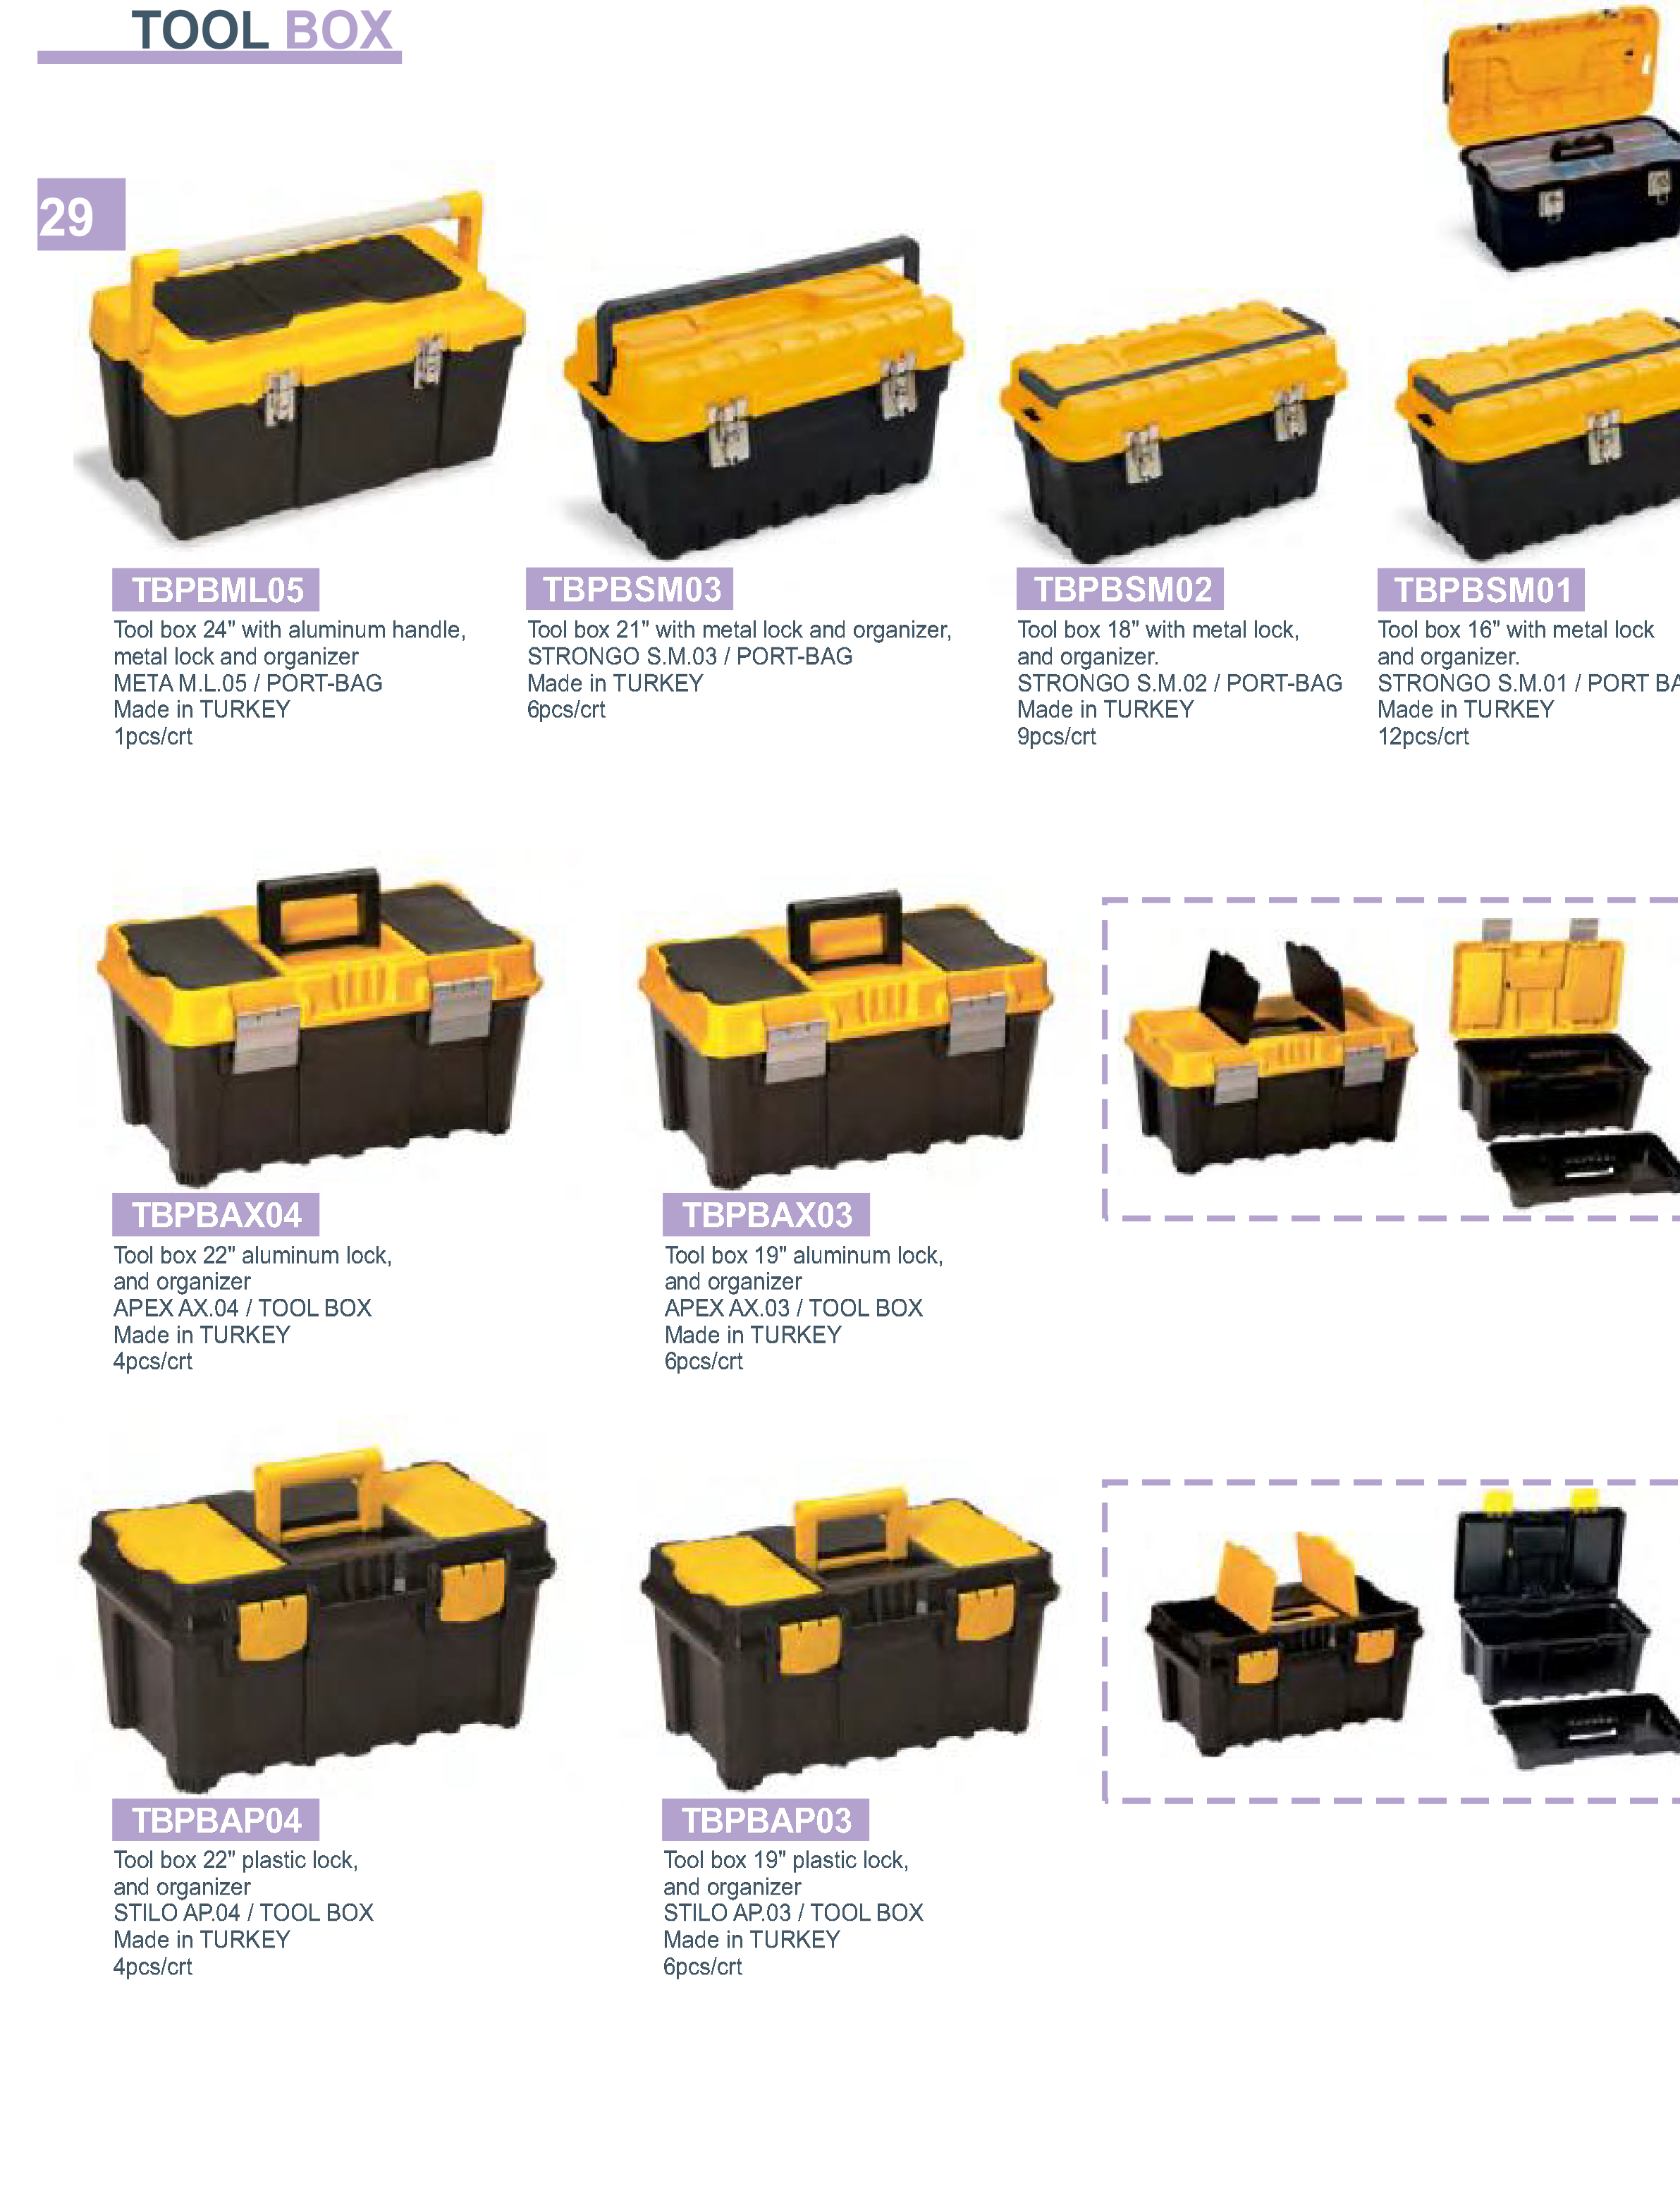 TOOL BOX
29
TBPBML05
Tool box 24" with aluminum handle,
metal lock and organizer
META M.L.05 / PORT-BAG
Made in TURKEY
1pcs/crt
TBPBSM03
Tool box 21" with metal lock and organizer,
STRONGO S.M.03 / PORT-BAG
Made in TURKEY
6pcs/crt
TBPBSM02
Tool box 18" with metal lock,
and organizer.
STRONGO S.M.02 / PORT-BAG
Made in TURKEY
9pcs/crt
TBPBSM01
Tool box 16" with metal lock
and organizer.
STRONGO S.M.01 / PORT BA
Made in TURKEY
12pcs/crt
TBPBAX04
Tool box 22" aluminum lock,
and organizer
APEX AX.04 / TOOL BOX
Made in TURKEY
4pcs/crt
TBPBAX03
Tool box 19" aluminum lock,
and organizer
APEX AX.03 / TOOL BOX
Made in TURKEY
6pcs/crt
TBPBAP04
Tool box 22" plastic lock,
and organizer
STILO AP.04 / TOOL BOX
Made in TURKEY
4pcs/crt
TBPBAP03
Tool box 19" plastic lock,
and organizer
STILO AP.03 / TOOL BOX
Made in TURKEY
6pcs/crt